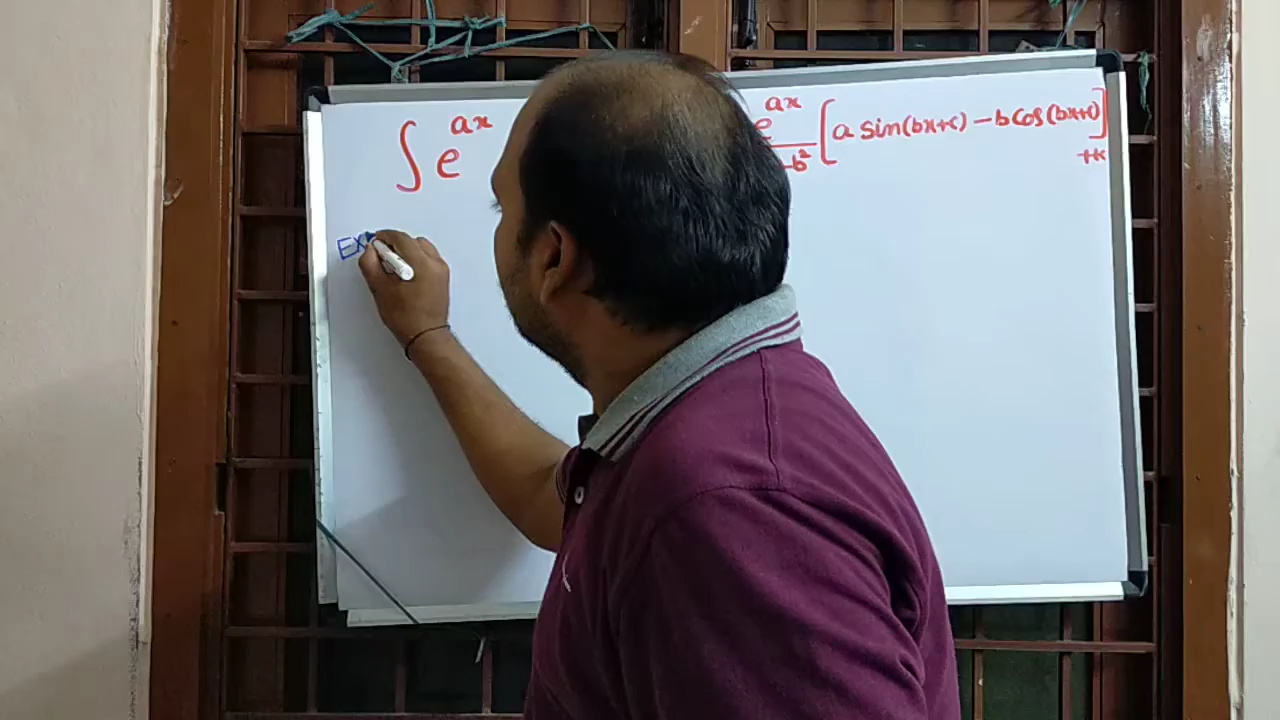 ∫ e^{ax} e^{ax} [a sin(bx+c) - b cos(bx+c)]
b² +K
Ex